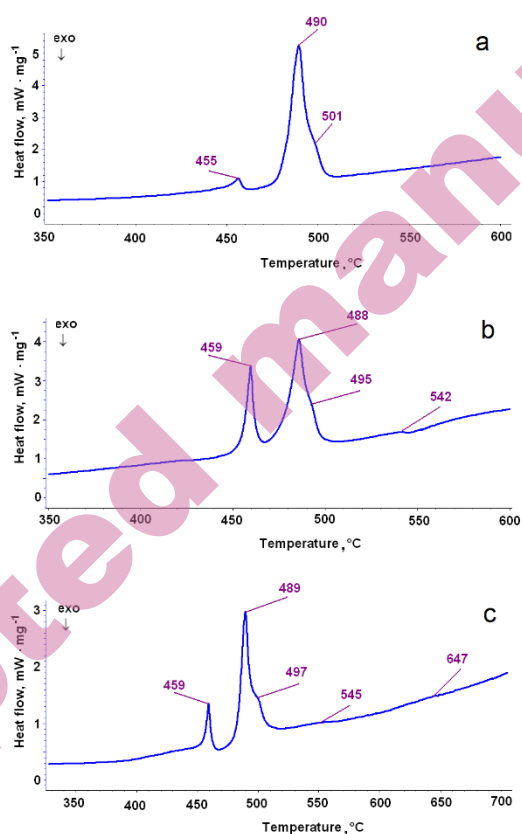 a
exo
↓
Heat flow, mW · mg⁻¹
5
4
3
2
1
0
490
501
455
350 400 450 500 550 600
Temperature ,°C
b
exo
↓
Heat flow, mW · mg⁻¹
4
3
2
1
0
488
459
495
542
350 400 450 500 550 600
Temperature ,°C
c
exo
↓
Heat flow, mW · mg⁻¹
3
2
1
0
489
459
497
545
647
350 400 450 500 550 600 650 700
Temperature ,°C